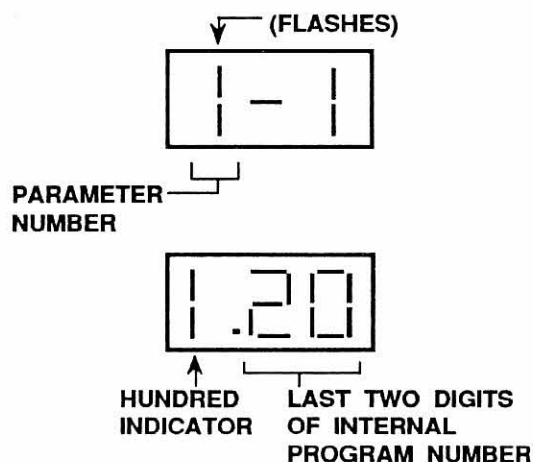 (FLASHES)
1 - 1
PARAMETER
NUMBER
1.20
HUNDRED
INDICATOR
LAST TWO DIGITS
OF INTERNAL
PROGRAM NUMBER